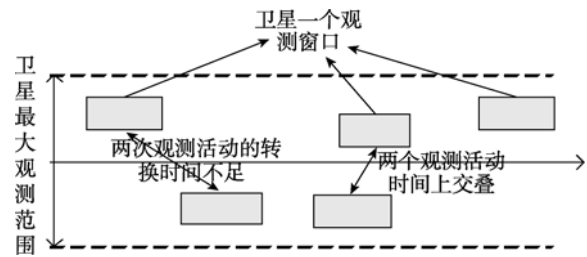 卫星一个观
测窗口
卫星最大观测范围
两次观测活动的转
换时间不足
两个观测活动
时间上交叠